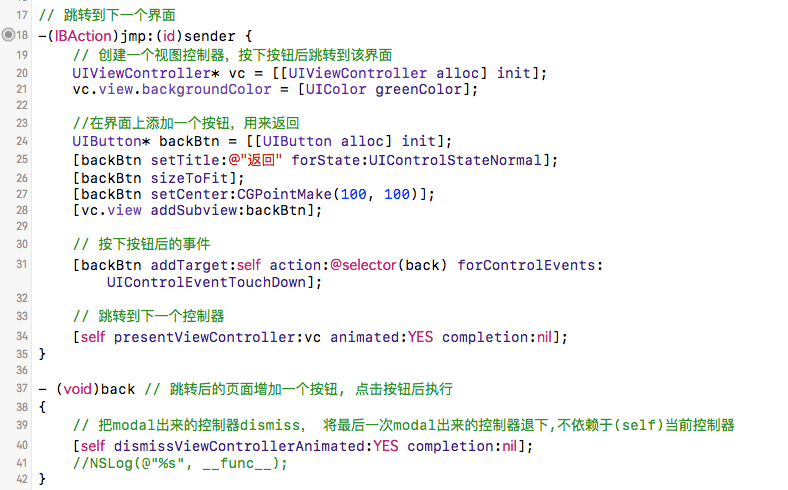 17 // 跳转到下一个界面
18 -(IBAction)jmp:(id)sender {
19 // 创建一个视图控制器，按下按钮后跳转到该界面
20 UIViewController* vc = [[UIViewController alloc] init];
21 vc.view.backgroundColor = [UIColor greenColor];
22
23 //在界面上添加一个按钮，用来返回
24 UIButton* backBtn = [[UIButton alloc] init];
25 [backBtn setTitle:@"返回" forState:UIControlStateNormal];
26 [backBtn sizeToFit];
27 [backBtn setCenter:CGPointMake(100, 100)];
28 [vc.view addSubview:backBtn];
29
30 // 按下按钮后的事件
31 [backBtn addTarget:self action:@selector(back) forControlEvents:
UIControlEventTouchDown];
32
33 // 跳转到下一个控制器
34 [self presentViewController:vc animated:YES completion:nil];
35 }
36
37 - (void)back // 跳转后的页面增加一个按钮, 点击按钮后执行
38 {
39 // 把modal出来的控制器dismiss， 将最后一次modal出来的控制器退下,不依赖于(self)当前控制器
40 [self dismissViewControllerAnimated:YES completion:nil];
41 //NSLog(@"%s", __func__);
42 }